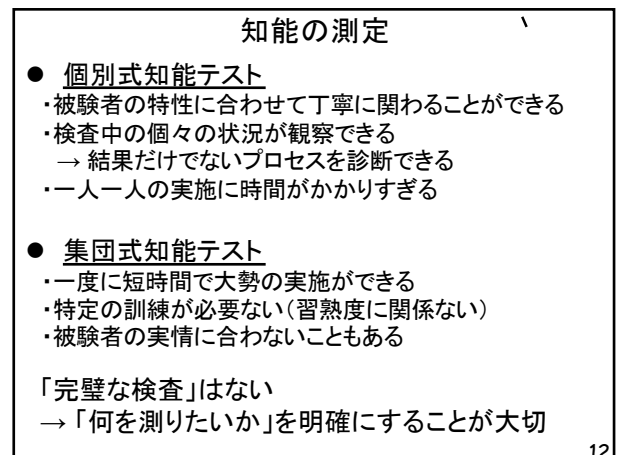 知能の測定
● 個別式知能テスト
・被験者の特性に合わせて丁寧に関わることができる
・検査中の個々の状況が観察できる
→ 結果だけでないプロセスを診断できる
・一人一人の実施に時間がかかりすぎる
● 集団式知能テスト
・一度に短時間で大勢の実施ができる
・特定の訓練が必要ない（習熟度に関係ない）
・被験者の実情に合わないこともある
「完璧な検査」はない
→ 「何を測りたいか」を明確にすることが大切
12